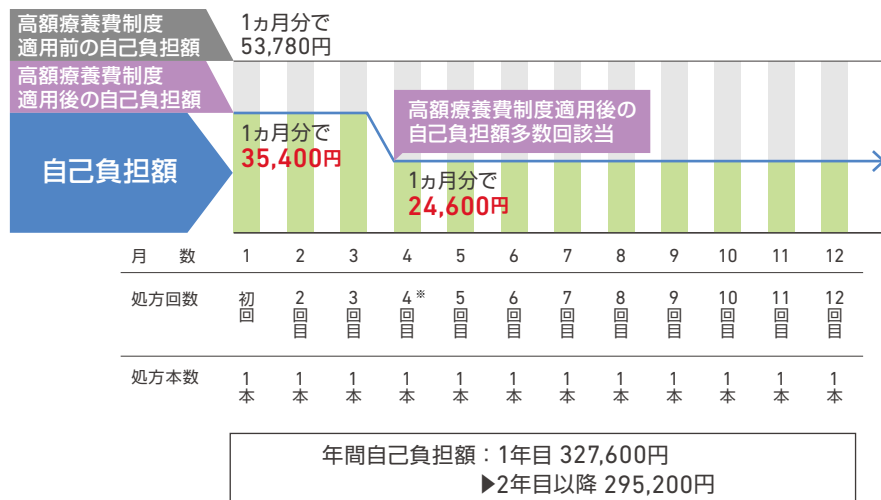 高額療養費制度
適用前の自己負担額
1ヵ月分で
53,780円
高額療養費制度
適用後の自己負担額
高額療養費制度適用後の
自己負担額多数回該当
自己負担額
1ヵ月分で
35,400円
1ヵ月分で
24,600円
月 数 1 2 3 4 5 6 7 8 9 10 11 12
処方回数 初回 2回目 3回目 4※回目 5回目 6回目 7回目 8回目 9回目 10回目 11回目 12回目
処方本数 1本 1本 1本 1本 1本 1本 1本 1本 1本 1本 1本 1本
年間自己負担額：1年目 327,600円
▶2年目以降 295,200円